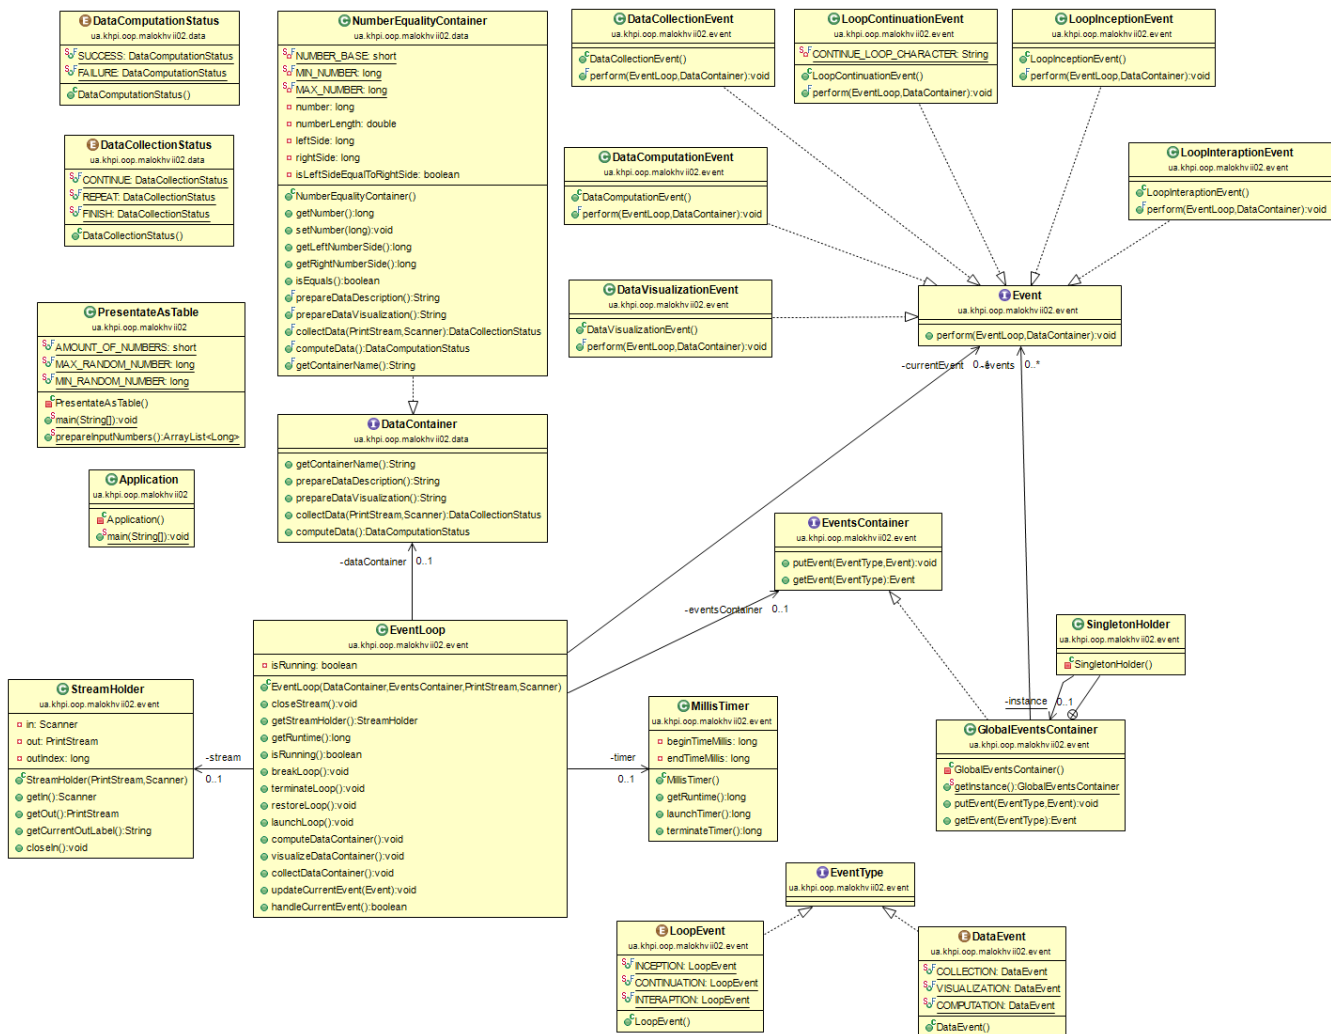 DataComputationStatus
ua.khpi.oop.malokhvii02.data
SUCCESS: DataComputationStatus
FAILURE: DataComputationStatus
DataComputationStatus()
DataCollectionStatus
ua.khpi.oop.malokhvii02.data
CONTINUE: DataCollectionStatus
REPEAT: DataCollectionStatus
FINISH: DataCollectionStatus
DataCollectionStatus()
PresentateAsTable
ua.khpi.oop.malokhvii02
AMOUNT_OF_NUMBERS: short
MAX_RANDOM_NUMBER: long
MIN_RANDOM_NUMBER: long
PresentateAsTable()
main(String[]):void
prepareInputNumbers():ArrayList<Long>
Application
ua.khpi.oop.malokhvii02
Application()
main(String[]):void
NumberEqualityContainer
ua.khpi.oop.malokhvii02.data
NUMBER_BASE: short
MIN_NUMBER: long
MAX_NUMBER: long
number: long
numberLength: double
leftSide: long
rightSide: long
isLeftSideEqualToRightSide: boolean
NumberEqualityContainer()
getNumber():long
setNumber(long):void
getLeftNumberSide():long
getRightNumberSide():long
isEquals():boolean
prepareDataDescription():String
prepareDataVisualization():String
collectData(PrintStream,Scanner):DataCollectionStatus
computeData():DataComputationStatus
getContainerName():String
DataContainer
ua.khpi.oop.malokhvii02.data
getContainerName():String
prepareDataDescription():String
prepareDataVisualization():String
collectData(PrintStream,Scanner):DataCollectionStatus
computeData():DataComputationStatus
-dataContainer 0..1
DataCollectionEvent
ua.khpi.oop.malokhvii02.event
DataCollectionEvent()
perform(EventLoop,DataContainer):void
LoopContinuationEvent
ua.khpi.oop.malokhvii02.event
CONTINUE_LOOP_CHARACTER: String
LoopContinuationEvent()
perform(EventLoop,DataContainer):void
LoopInceptionEvent
ua.khpi.oop.malokhvii02.event
LoopInceptionEvent()
perform(EventLoop,DataContainer):void
DataComputationEvent
ua.khpi.oop.malokhvii02.event
DataComputationEvent()
perform(EventLoop,DataContainer):void
LoopInteraptionEvent
ua.khpi.oop.malokhvii02.event
LoopInteraptionEvent()
perform(EventLoop,DataContainer):void
DataVisualizationEvent
ua.khpi.oop.malokhvii02.event
DataVisualizationEvent()
perform(EventLoop,DataContainer):void
Event
ua.khpi.oop.malokhvii02.event
perform(EventLoop,DataContainer):void
-currentEvent 0..1
-events 0..*
EventsContainer
ua.khpi.oop.malokhvii02.event
putEvent(EventType,Event):void
getEvent(EventType):Event
-eventsContainer 0..1
SingletonHolder
ua.khpi.oop.malokhvii02.event
SingletonHolder()
-instance 0..1
GlobalEventsContainer
ua.khpi.oop.malokhvii02.event
GlobalEventsContainer()
getInstance():GlobalEventsContainer
putEvent(EventType,Event):void
getEvent(EventType):Event
EventLoop
ua.khpi.oop.malokhvii02.event
isRunning: boolean
EventLoop(DataContainer,EventsContainer,PrintStream,Scanner)
closeStream():void
getStreamHolder():StreamHolder
getRuntime():long
isRunning():boolean
breakLoop():void
terminateLoop():void
restoreLoop():void
launchLoop():void
computeDataContainer():void
visualizeDataContainer():void
collectDataContainer():void
updateCurrentEvent(Event):void
handleCurrentEvent():boolean
StreamHolder
ua.khpi.oop.malokhvii02.event
in: Scanner
out: PrintStream
outIndex: long
StreamHolder(PrintStream,Scanner)
getIn():Scanner
getOut():PrintStream
getCurrentOutLabel():String
closeIn():void
-stream
0..1
-timer
0..1
MillisTimer
ua.khpi.oop.malokhvii02.event
beginTimeMillis: long
endTimeMillis: long
MillisTimer()
getRuntime():long
launchTimer():long
terminateTimer():long
EventType
ua.khpi.oop.malokhvii02.event
LoopEvent
ua.khpi.oop.malokhvii02.event
INCEPTION: LoopEvent
CONTINUATION: LoopEvent
INTERAPTION: LoopEvent
LoopEvent()
DataEvent
ua.khpi.oop.malokhvii02.event
COLLECTION: DataEvent
VISUALIZATION: DataEvent
COMPUTATION: DataEvent
DataEvent()